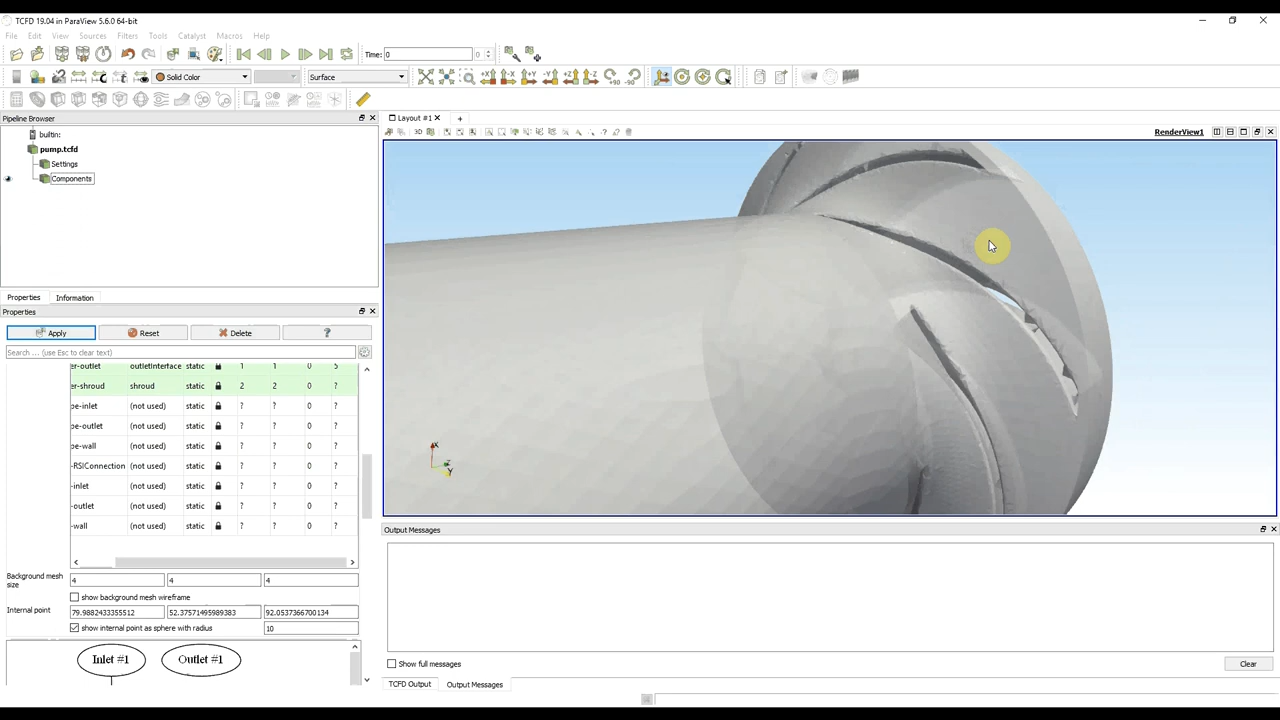 TCFD 19.04 in ParaView 5.6.0 64-bit
File Edit View Sources Filters Tools Catalyst Macros Help
Time: 0 0
Solid Color Surface
Pipeline Browser
builtin:
pump.tcfd
Settings
Components
Layout #1
3D RenderView1
Properties Information
Properties
Apply Reset Delete ?
Search ... (use Esc to clear text)
er-outlet outletInterface static 1 1 0 5
er-shroud shroud static 2 2 0 ?
pe-inlet (not used) static ? ? 0 ?
pe-outlet (not used) static ? ? 0 ?
pe-wall (not used) static ? ? 0 ?
-RSIConnection (not used) static ? ? 0 ?
-inlet (not used) static ? ? 0 ?
-outlet (not used) static ? ? 0 ?
-wall (not used) static ? ? 0 ?
Background mesh size 4 4 4
show background mesh wireframe
Internal point 79.9882433355512 52.37571495989383 92.0537366700134
show internal point as sphere with radius 10
Inlet #1 Outlet #1
X
Z
Y
Output Messages
Show full messages Clear
TCFD Output Output Messages